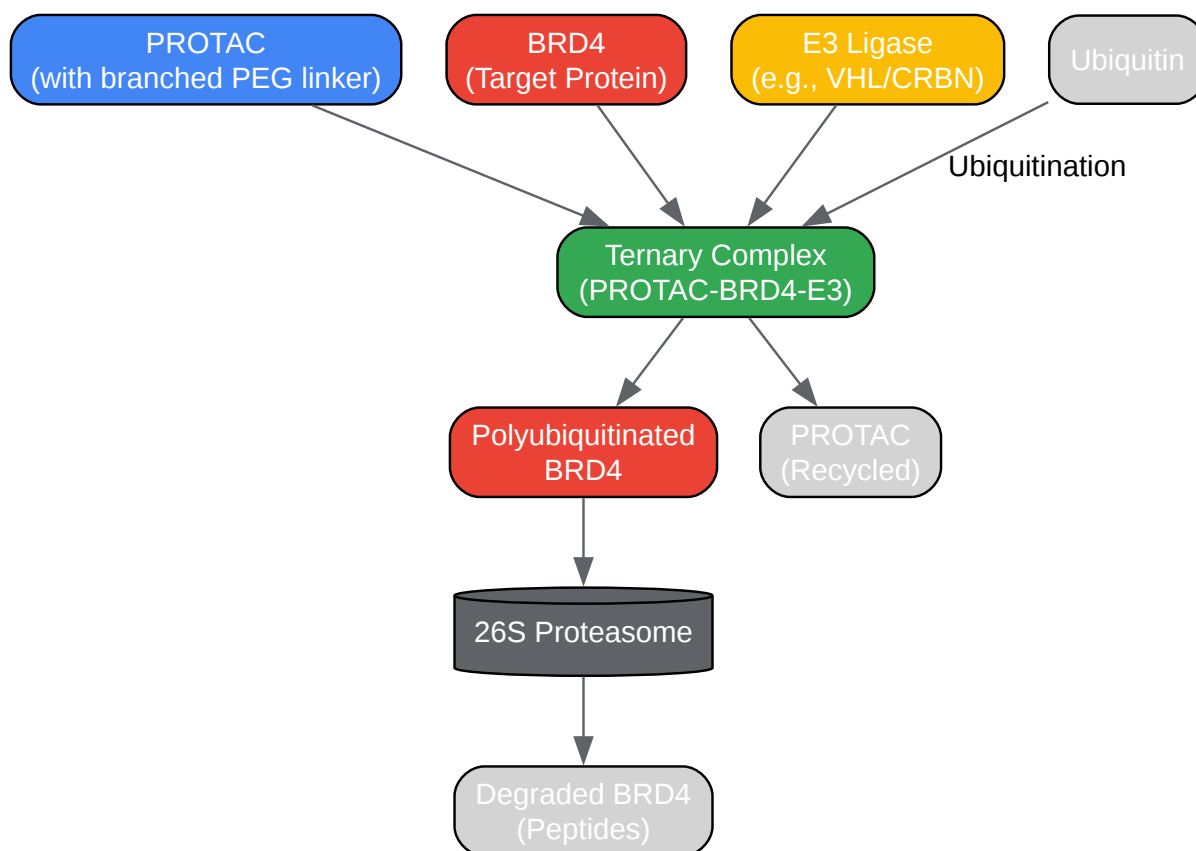 PROTAC
(with branched PEG linker)
BRD4
(Target Protein)
E3 Ligase
(e.g., VHL/CRBN)
Ubiquitin
Ubiquitination
Ternary Complex
(PROTAC-BRD4-E3)
Polyubiquitinated
BRD4
PROTAC
(Recycled)
26S Proteasome
Degraded BRD4
(Peptides)